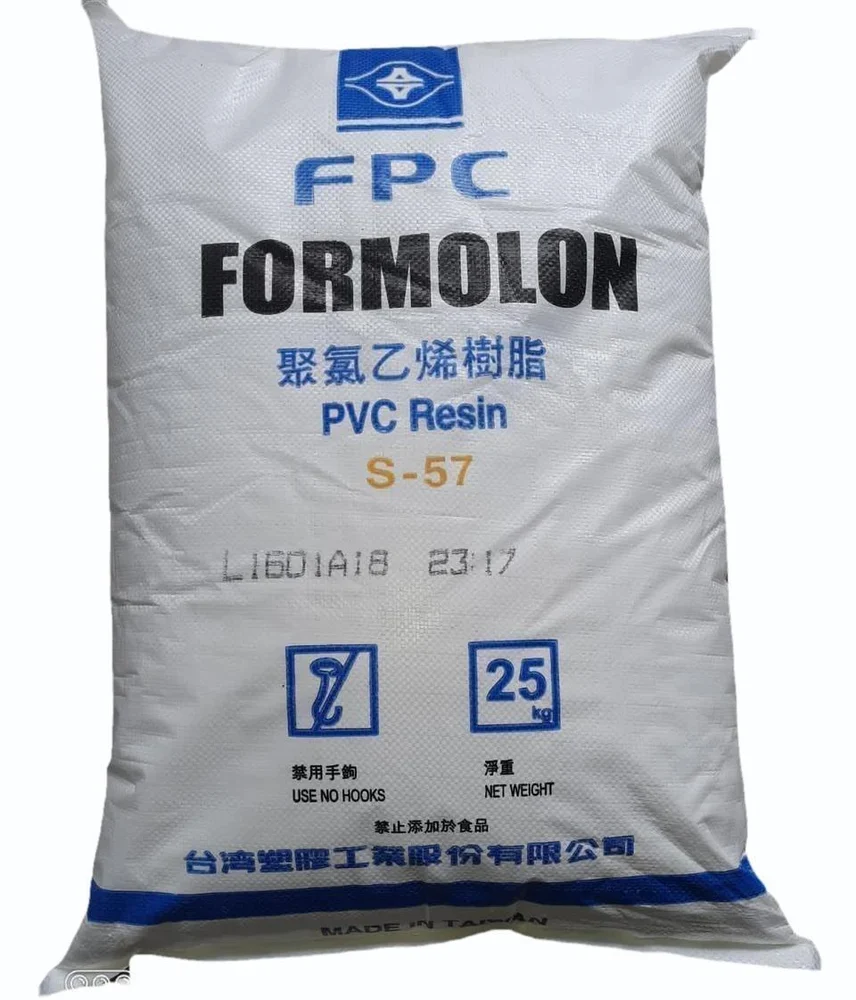 FPC
FORMOLON
聚氯乙烯樹脂
PVC Resin
S-57
L1601A18 23:17
25
kg
禁用手鉤
USE NO HOOKS
淨重
NET WEIGHT
禁止添加於食品
台湾塑膠工業股份有限公司
MADE IN TAIWAN